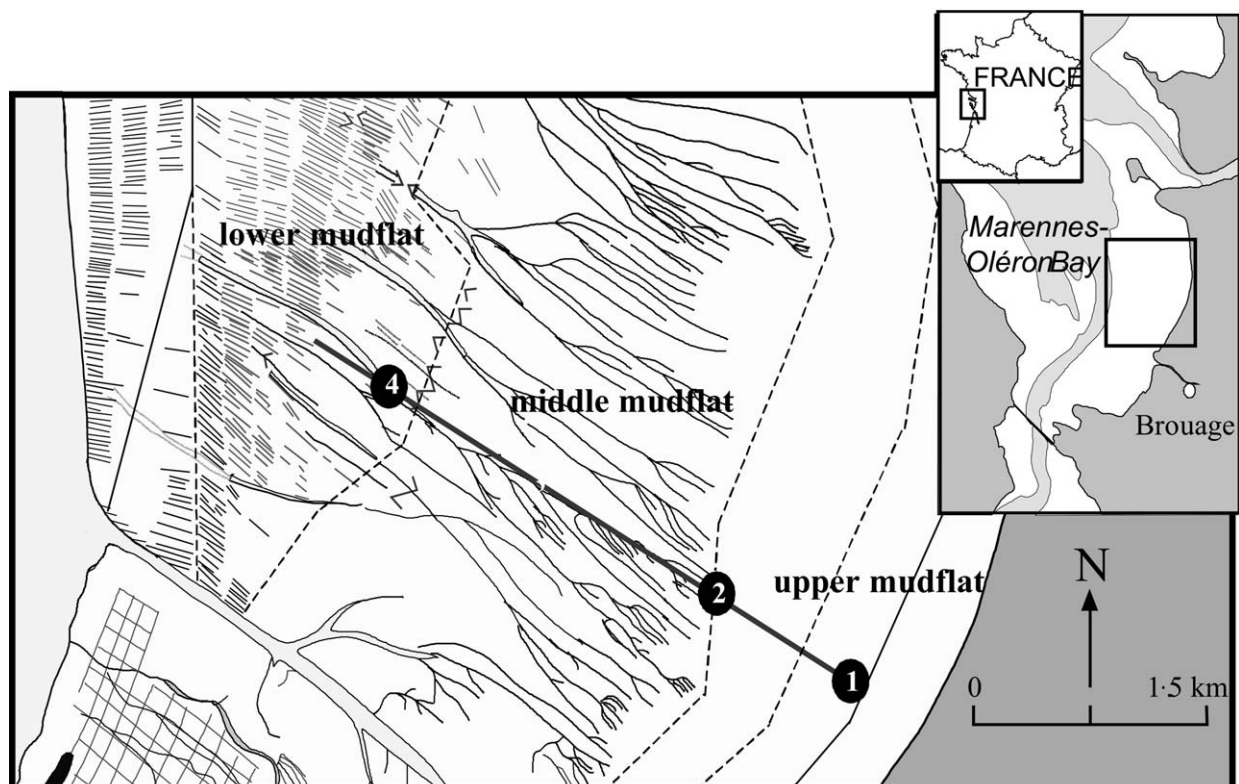 FRANCE
Marennes-
OléronBay
Brouage
lower mudflat
4
middle mudflat
2
upper mudflat
1
N
0 1·5 km